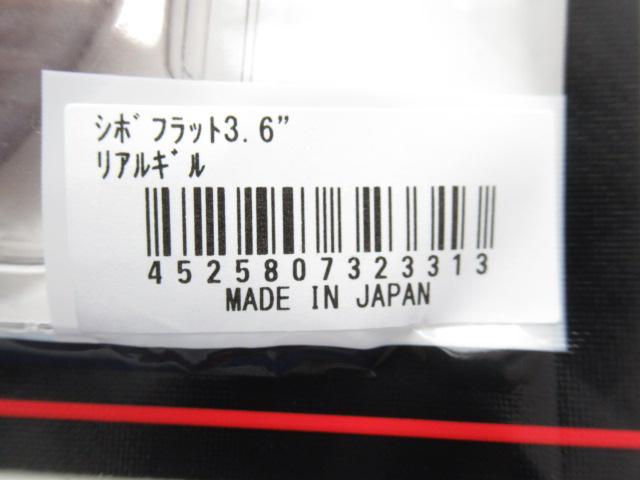 ｼﾎﾞﾌﾗｯﾄ3.6"
ﾘｱﾙｷﾞﾙ
4525807323313
MADE IN JAPAN